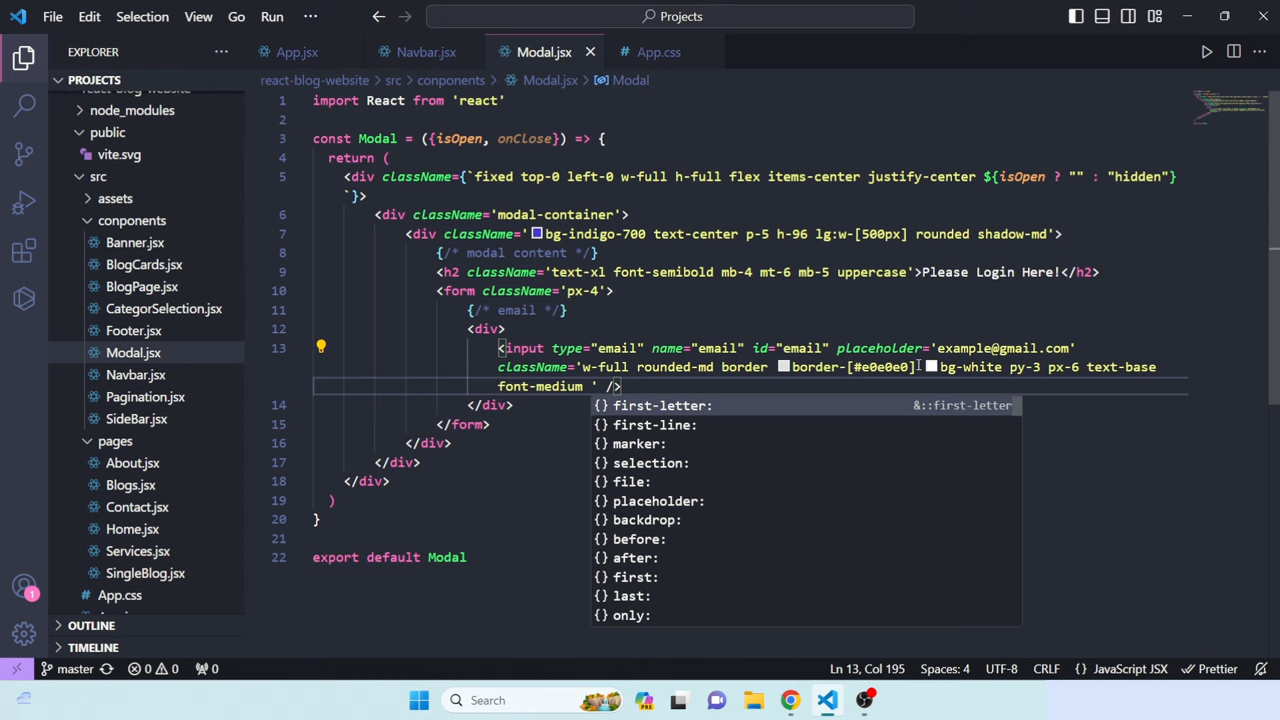 File Edit Selection View Go Run ··· Projects
EXPLORER ···
App.jsx Navbar.jsx Modal.jsx App.css
PROJECTS
react-blog-website > src > conponents > Modal.jsx > Modal
node_modules
public
vite.svg
src
assets
conponents
Banner.jsx
BlogCards.jsx
BlogPage.jsx
CategorSelection.jsx
Footer.jsx
Modal.jsx
Navbar.jsx
Pagination.jsx
SideBar.jsx
pages
About.jsx
Blogs.jsx
Contact.jsx
Home.jsx
Services.jsx
SingleBlog.jsx
App.css
OUTLINE
TIMELINE
1 import React from 'react'
2
3 const Modal = ({isOpen, onClose}) => {
4 return (
5 <div className={`fixed top-0 left-0 w-full h-full flex items-center justify-center ${isOpen ? "" : "hidden"}
`}>
6 <div className='modal-container'>
7 <div className='bg-indigo-700 text-center p-5 h-96 lg:w-[500px] rounded shadow-md'>
8 {/* modal content */}
9 <h2 className='text-xl font-semibold mb-4 mt-6 mb-5 uppercase'>Please Login Here!</h2>
10 <form className='px-4'>
11 {/* email */}
12 <div>
13 <input type="email" name="email" id="email" placeholder='example@gmail.com'
className='w-full rounded-md border border-[#e0e0e0] bg-white py-3 px-6 text-base
font-medium ' />
14 </div>
15 </form>
16 </div>
17 </div>
18 </div>
19 )
20 }
21
22 export default Modal
{} first-letter: &::first-letter
{} first-line:
{} marker:
{} selection:
{} file:
{} placeholder:
{} backdrop:
{} before:
{} after:
{} first:
{} last:
{} only:
1
master 0 0 0 Ln 13, Col 195 Spaces: 4 UTF-8 CRLF {} JavaScript JSX Prettier
Search PRE